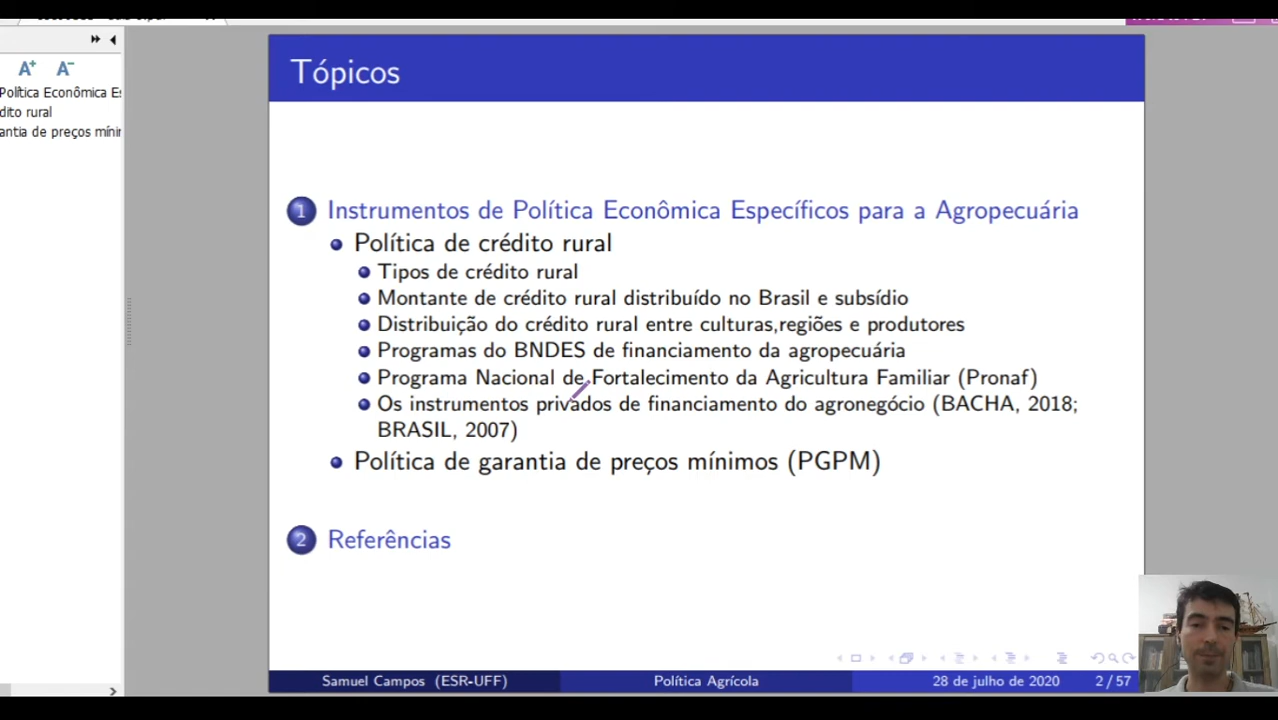 Tópicos
A+ A-
Política Econômica Es
dito rural
antia de preços mínir
1 Instrumentos de Política Econômica Específicos para a Agropecuária
Política de crédito rural
Tipos de crédito rural
Montante de crédito rural distribuído no Brasil e subsídio
Distribuição do crédito rural entre culturas,regiões e produtores
Programas do BNDES de financiamento da agropecuária
Programa Nacional de Fortalecimento da Agricultura Familiar (Pronaf)
Os instrumentos privados de financiamento do agronegócio (BACHA, 2018;
BRASIL, 2007)
Política de garantia de preços mínimos (PGPM)
2 Referências
Samuel Campos (ESR-UFF) Política Agrícola 28 de julho de 2020 2 / 57